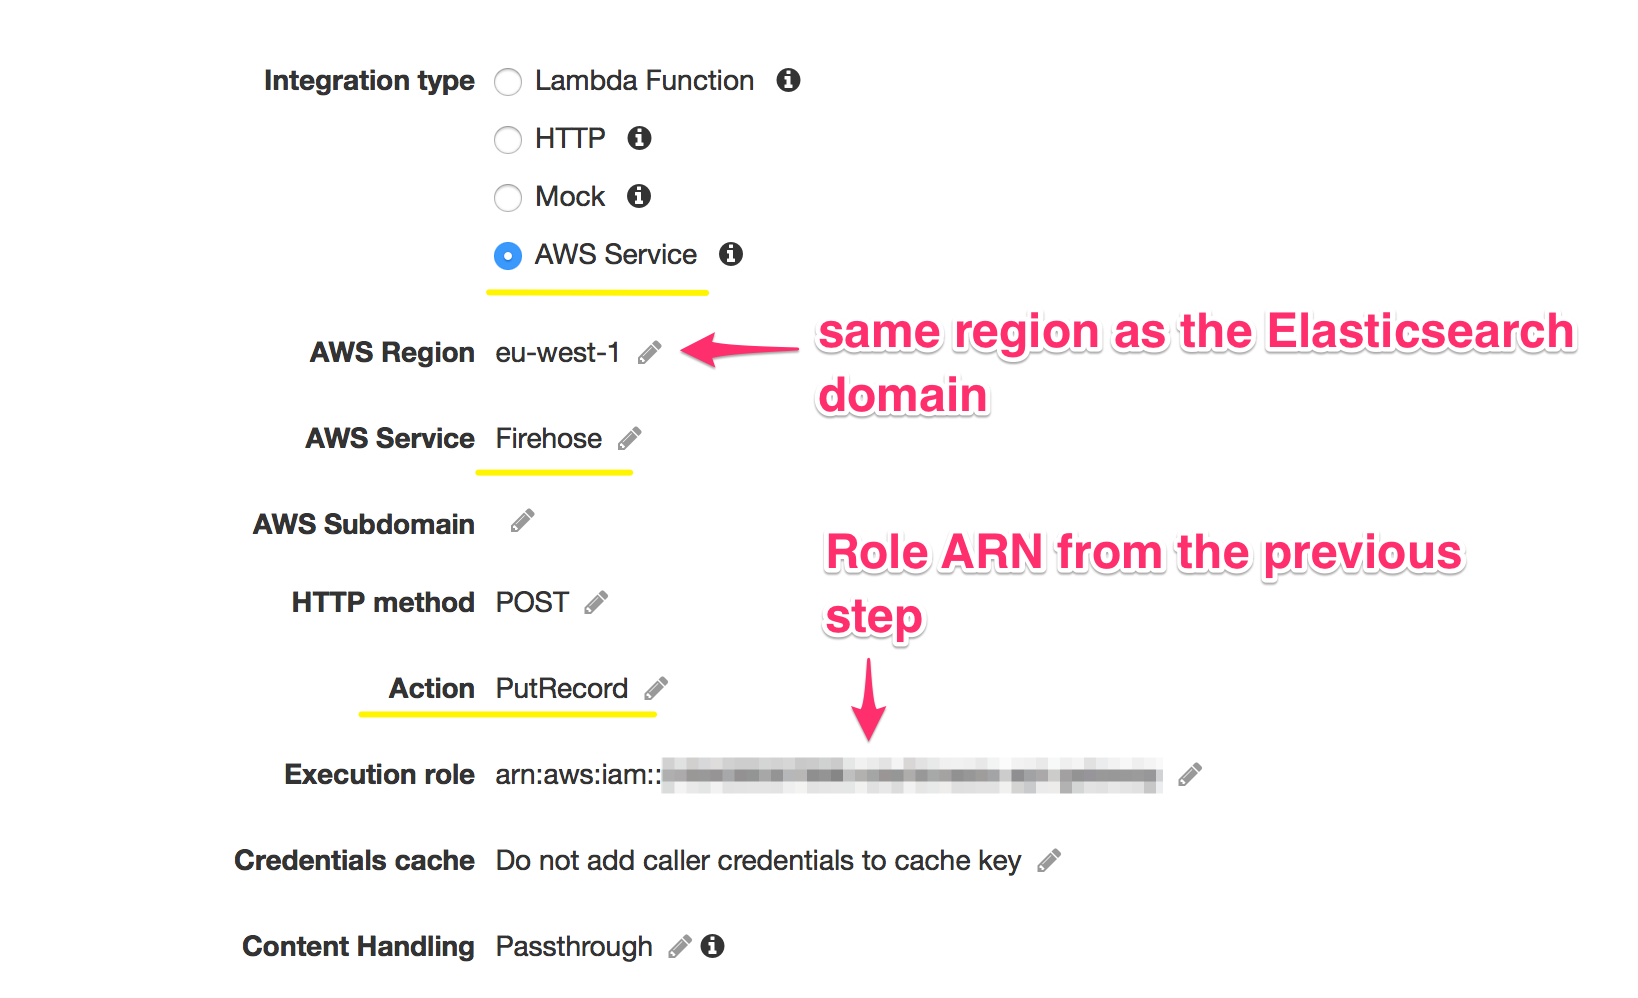 Integration type Lambda Function
HTTP
Mock
AWS Service
same region as the Elasticsearch
domain
AWS Region eu-west-1
AWS Service Firehose
AWS Subdomain
Role ARN from the previous
step
HTTP method POST
Action PutRecord
Execution role arn:aws:iam::
Credentials cache Do not add caller credentials to cache key
Content Handling Passthrough